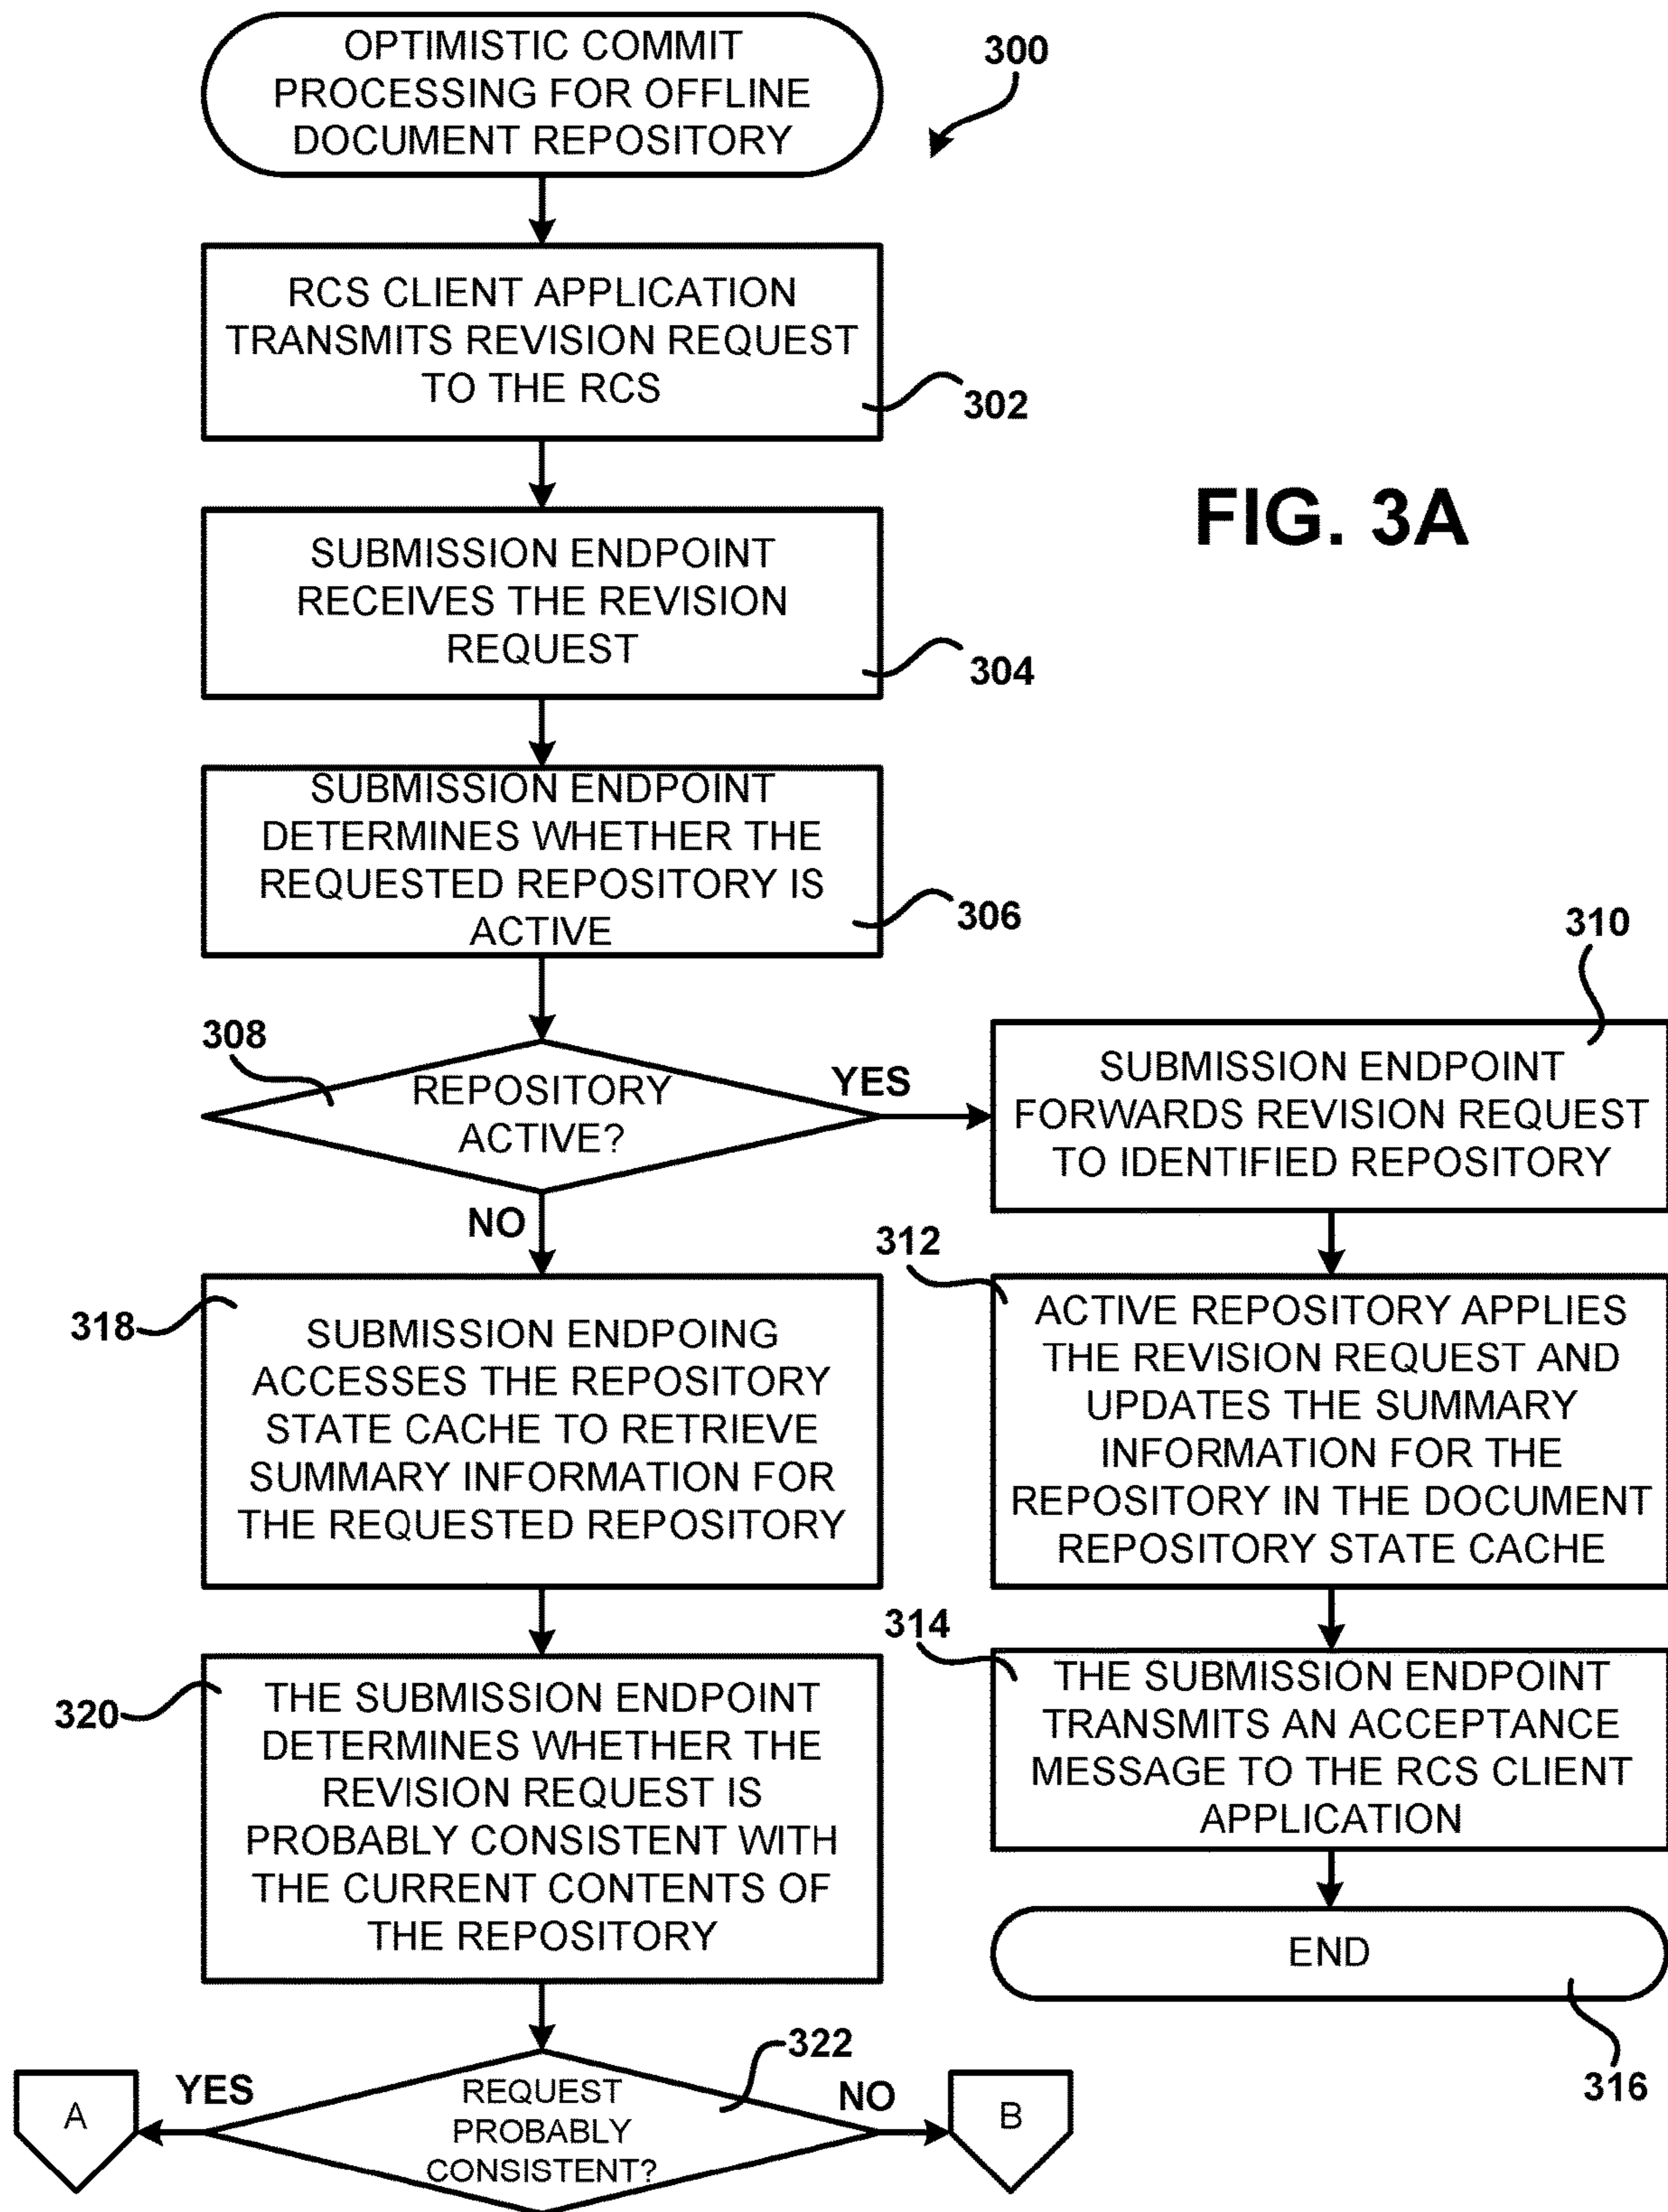 OPTIMISTIC COMMIT
PROCESSING FOR OFFLINE
DOCUMENT REPOSITORY
300
RCS CLIENT APPLICATION
TRANSMITS REVISION REQUEST
TO THE RCS
302
FIG. 3A
SUBMISSION ENDPOINT
RECEIVES THE REVISION
REQUEST
304
SUBMISSION ENDPOINT
DETERMINES WHETHER THE
REQUESTED REPOSITORY IS
ACTIVE
306
308
REPOSITORY
ACTIVE?
YES
NO
310
SUBMISSION ENDPOINT
FORWARDS REVISION REQUEST
TO IDENTIFIED REPOSITORY
312
ACTIVE REPOSITORY APPLIES
THE REVISION REQUEST AND
UPDATES THE SUMMARY
INFORMATION FOR THE
REPOSITORY IN THE DOCUMENT
REPOSITORY STATE CACHE
314
THE SUBMISSION ENDPOINT
TRANSMITS AN ACCEPTANCE
MESSAGE TO THE RCS CLIENT
APPLICATION
END
316
318
SUBMISSION ENDPOING
ACCESSES THE REPOSITORY
STATE CACHE TO RETRIEVE
SUMMARY INFORMATION FOR
THE REQUESTED REPOSITORY
320
THE SUBMISSION ENDPOINT
DETERMINES WHETHER THE
REVISION REQUEST IS
PROBABLY CONSISTENT WITH
THE CURRENT CONTENTS OF
THE REPOSITORY
322
REQUEST
PROBABLY
CONSISTENT?
YES
A
NO
B